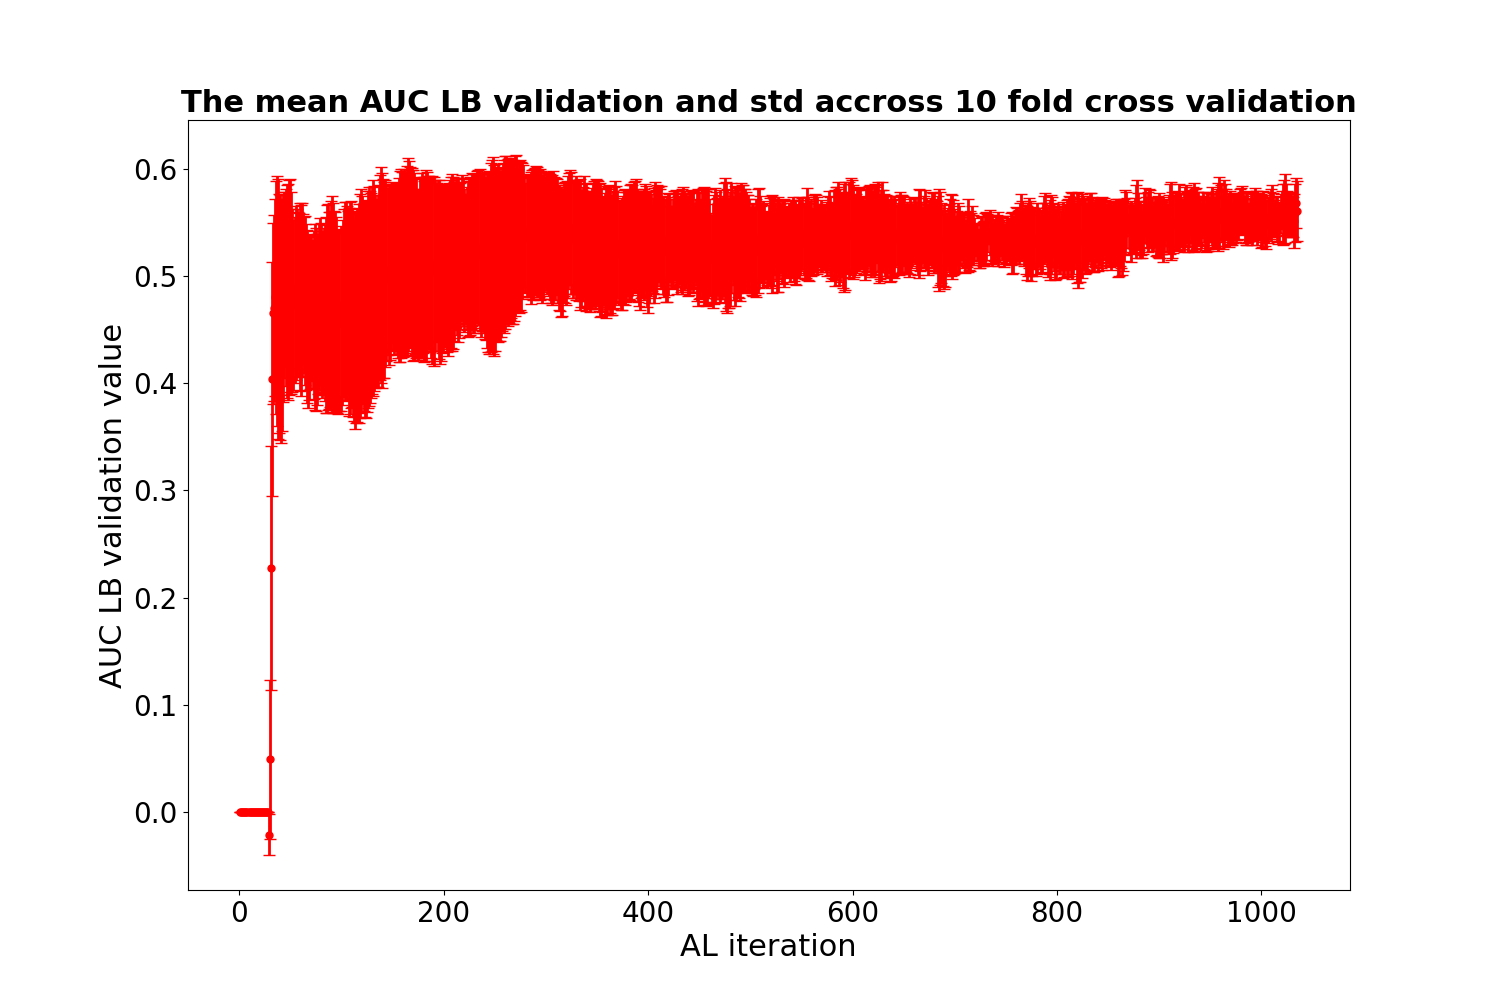 The mean AUC LB validation and std accross 10 fold cross validation
0.6
0.5
0.4
0.3
0.2
0.1
0.0
AUC LB validation value
0 200 400 600 800 1000
AL iteration